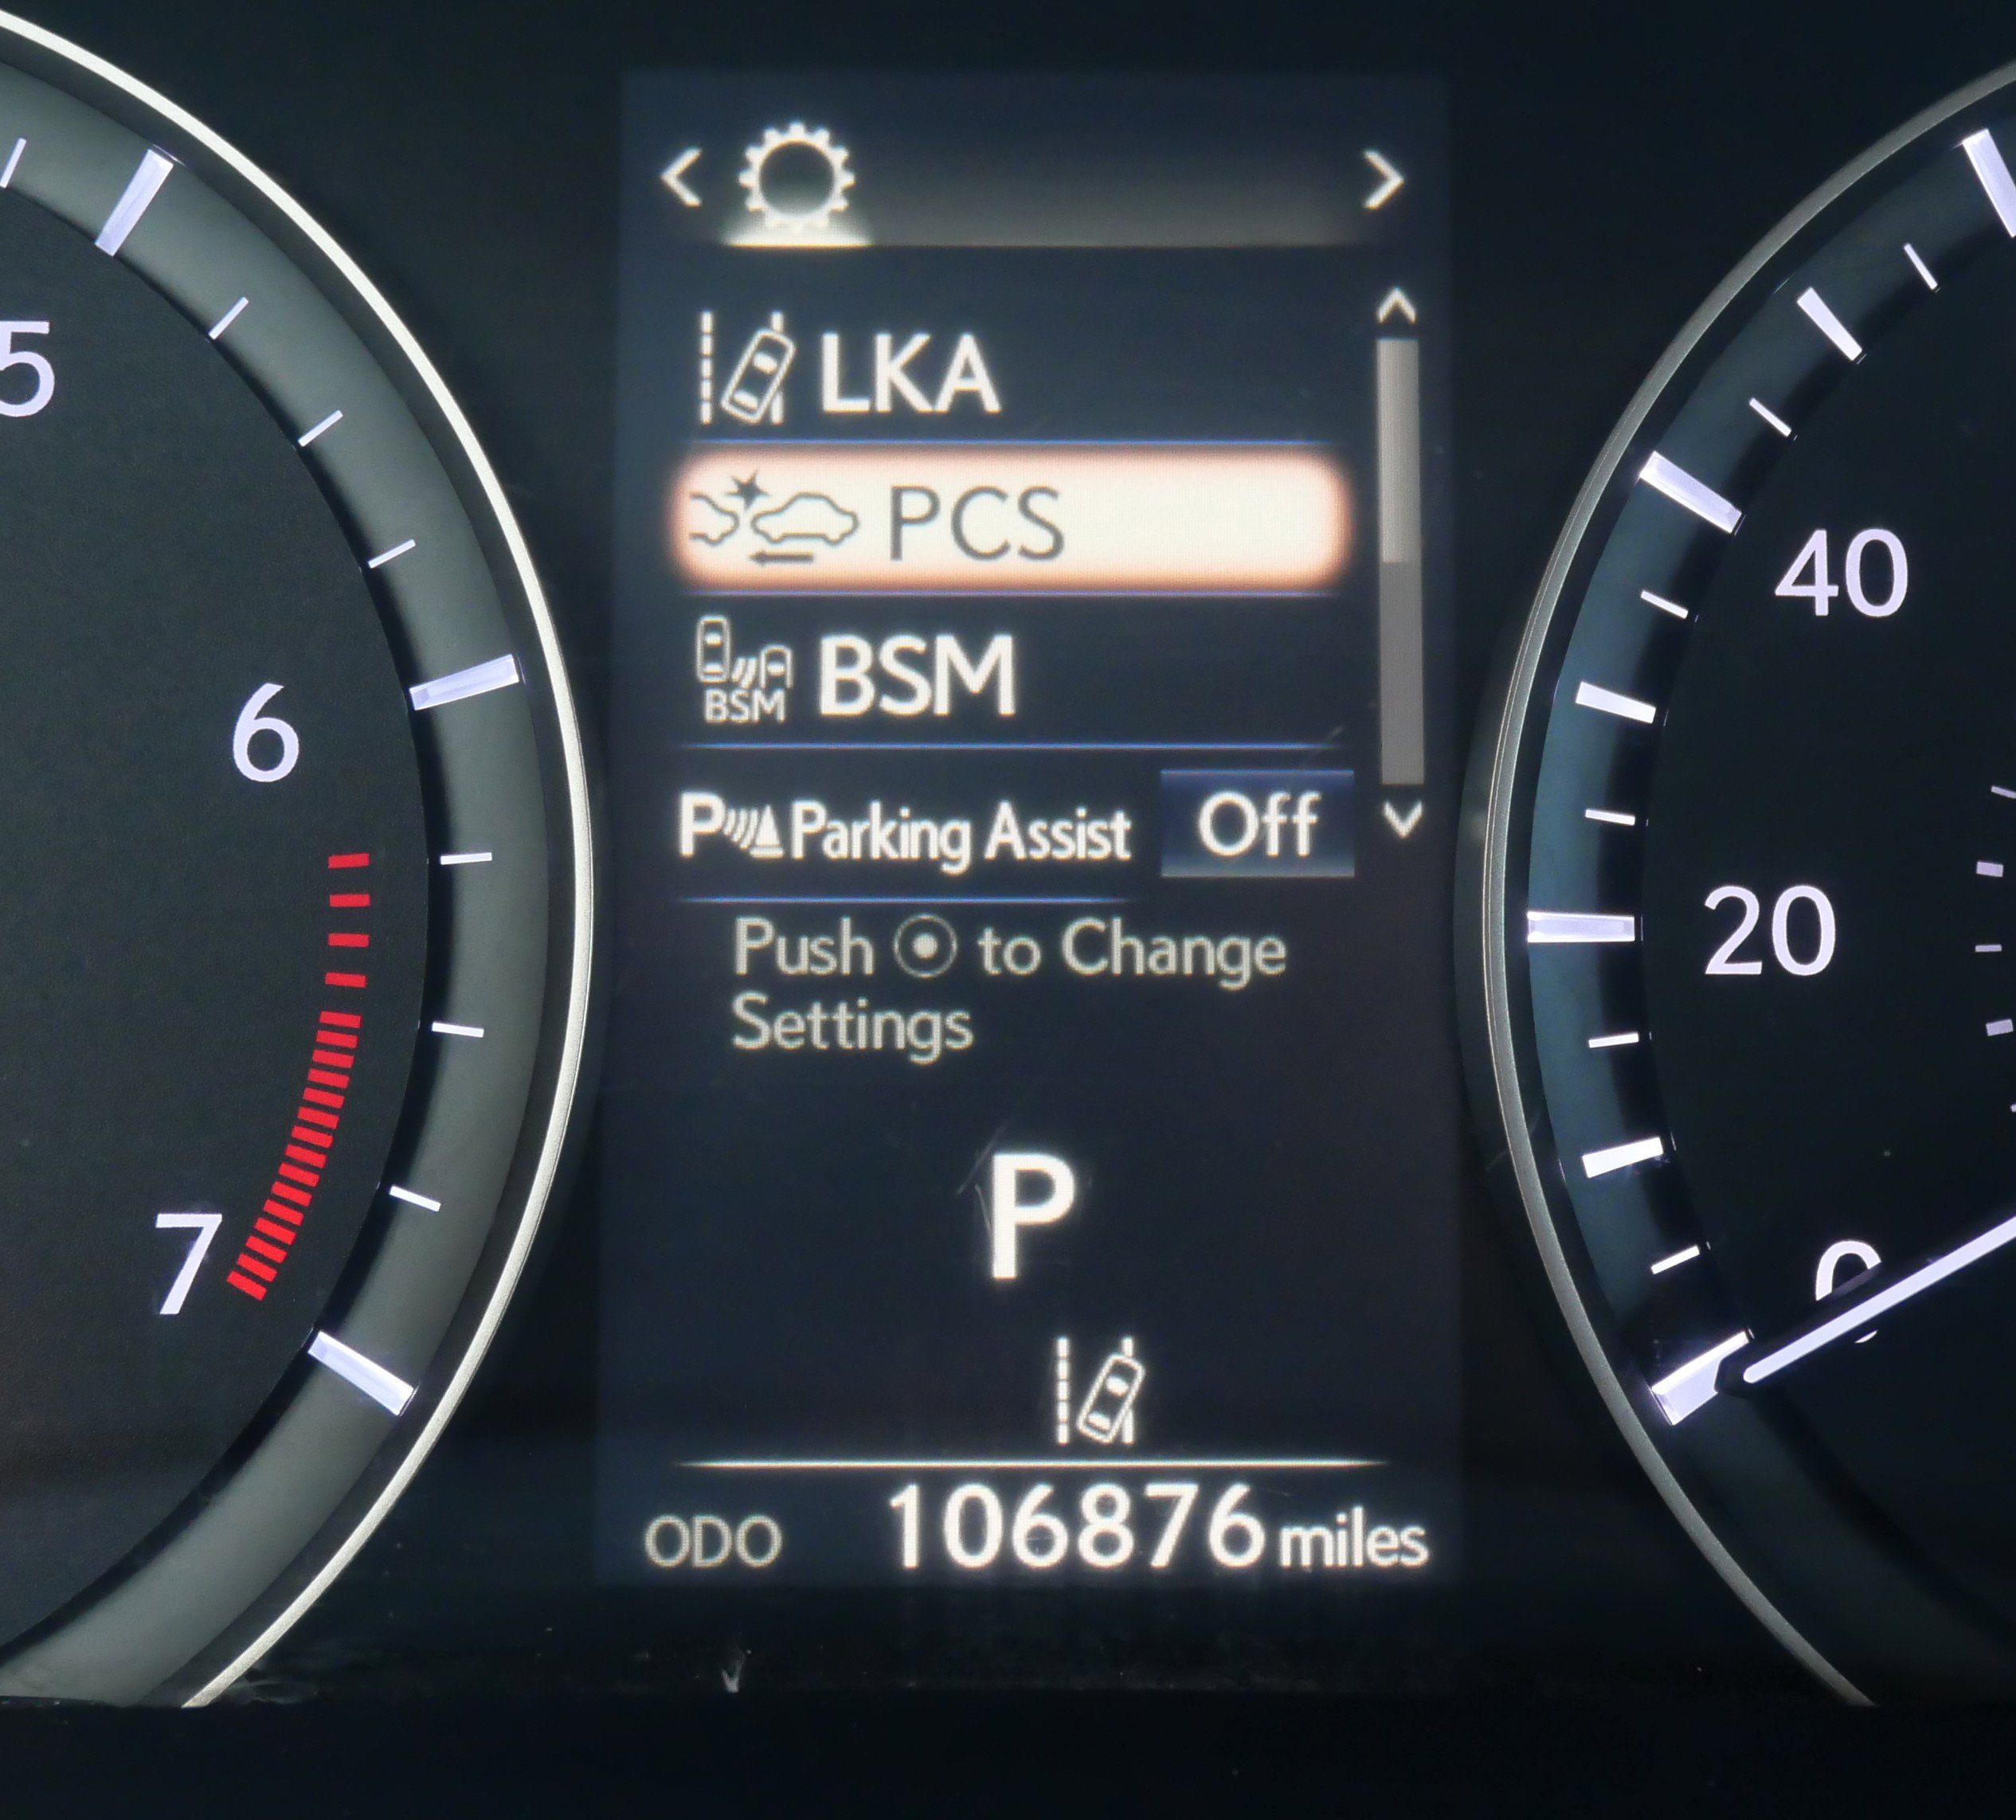 5
6
7
LKA
PCS
BSM BSM
P Parking Assist Off
Push to Change
Settings
P
ODO 106876 miles
40
20
0